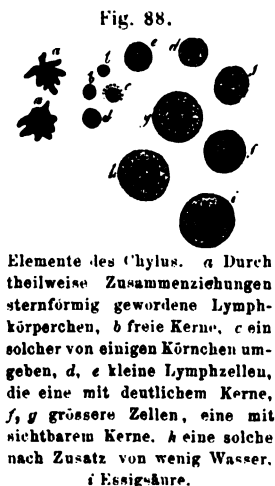 Fig. 88.
a
l
e
d
b
c
f
a
d
g
f
h
i
Elemente des Chylus. a Durch
theilweise Zusammenziehungen
sternförmig gewordene Lymph-
körperchen, b freie Kerne, c ein
solcher von einigen Körnchen um-
geben, d, e kleine Lymphzellen,
die eine mit deutlichem Kerne,
f, g grössere Zellen, eine mit
sichtbarem Kerne. h eine solche
nach Zusatz von wenig Wasser,
i Essigsäure.